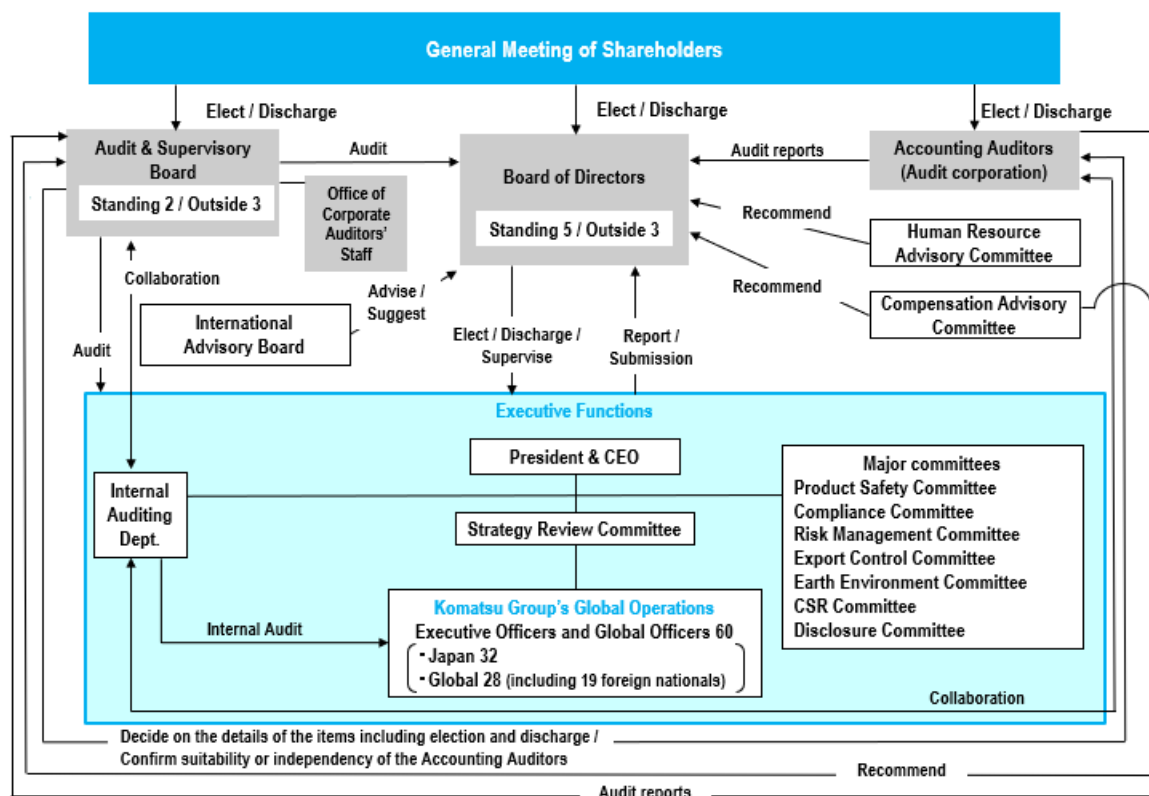 General Meeting of Shareholders
Elect / Discharge
Elect / Discharge
Elect / Discharge
Audit & Supervisory
Board
Standing 2 / Outside 3
Audit
Office of
Corporate
Auditors'
Staff
Board of Directors
Standing 5 / Outside 3
Audit reports
Accounting Auditors
(Audit corporation)
Recommend
Human Resource
Advisory Committee
Recommend
Compensation Advisory
Committee
Collaboration
Audit
International
Advisory Board
Advise /
Suggest
Elect / Discharge /
Supervise
Report /
Submission
Executive Functions
President & CEO
Strategy Review Committee
Internal
Auditing
Dept.
Major committees
Product Safety Committee
Compliance Committee
Risk Management Committee
Export Control Committee
Earth Environment Committee
CSR Committee
Disclosure Committee
Internal Audit
Komatsu Group's Global Operations
Executive Officers and Global Officers 60
・Japan 32
・Global 28 (including 19 foreign nationals)
Collaboration
Decide on the details of the items including election and discharge /
Confirm suitability or independency of the Accounting Auditors
Recommend
Audit reports